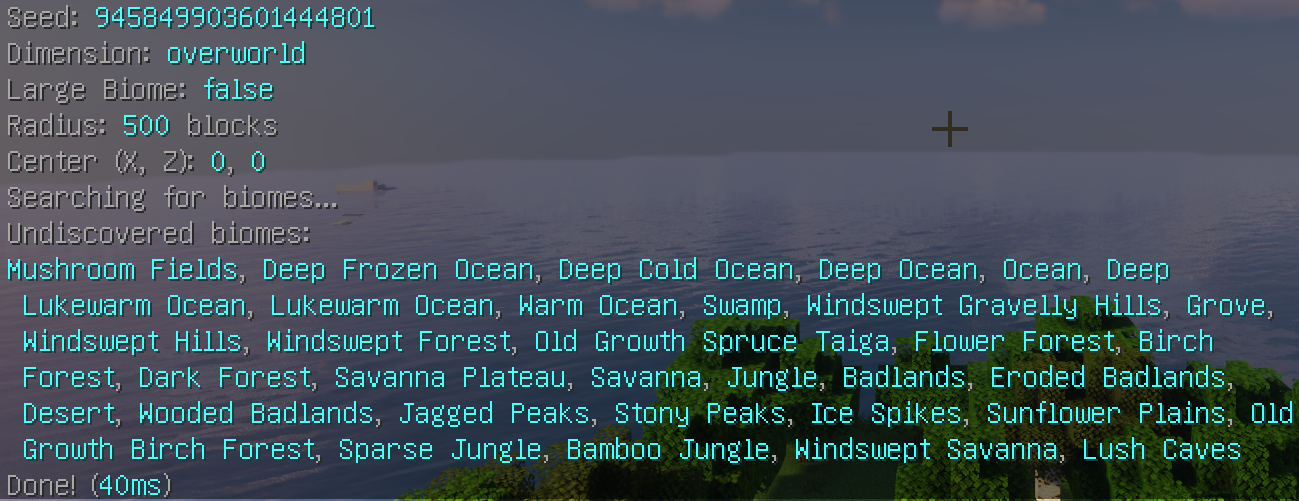 Seed: 945849903601444801
Dimension: overworld
Large Biome: false
Radius: 500 blocks
Center (X, Z): 0, 0
Searching for biomes...
Undiscovered biomes:
Mushroom Fields, Deep Frozen Ocean, Deep Cold Ocean, Deep Ocean, Ocean, Deep
Lukewarm Ocean, Lukewarm Ocean, Warm Ocean, Swamp, Windswept Gravelly Hills, Grove,
Windswept Hills, Windswept Forest, Old Growth Spruce Taiga, Flower Forest, Birch
Forest, Dark Forest, Savanna Plateau, Savanna, Jungle, Badlands, Eroded Badlands,
Desert, Wooded Badlands, Jagged Peaks, Stony Peaks, Ice Spikes, Sunflower Plains, Old
Growth Birch Forest, Sparse Jungle, Bamboo Jungle, Windswept Savanna, Lush Caves
Done! (40ms)